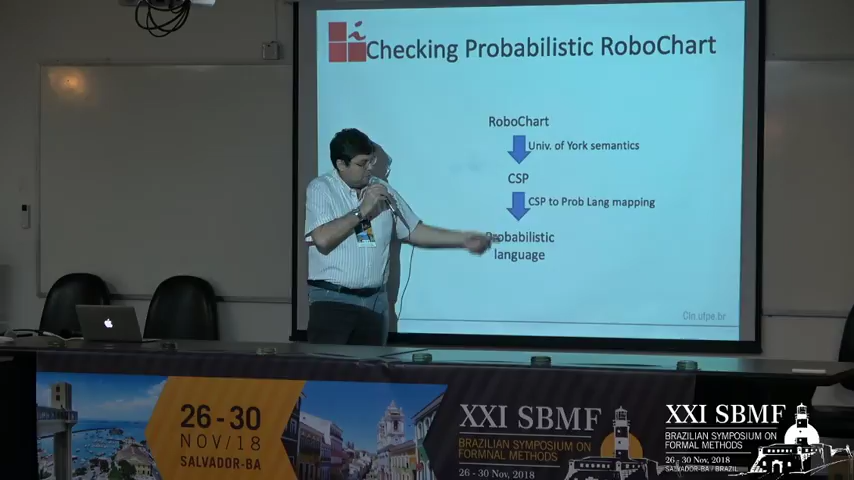 Checking Probabilistic RoboChart
RoboChart
Univ. of York semantics
CSP
CSP to Prob Lang mapping
Probabilistic
language
CIn.ufpe.br
26-30
NOV/18
SALVADOR-BA
XXI SBMF
BRAZILIAN SYMPOSIUM ON
FORMNAL METHODS
26 - 30 Nov, 2018
XXI SBMF
BRAZILIAN SYMPOSIUM ON
FORMAL METHODS
26 - 30 Nov, 2018
SALVADOR-BA / BRAZIL